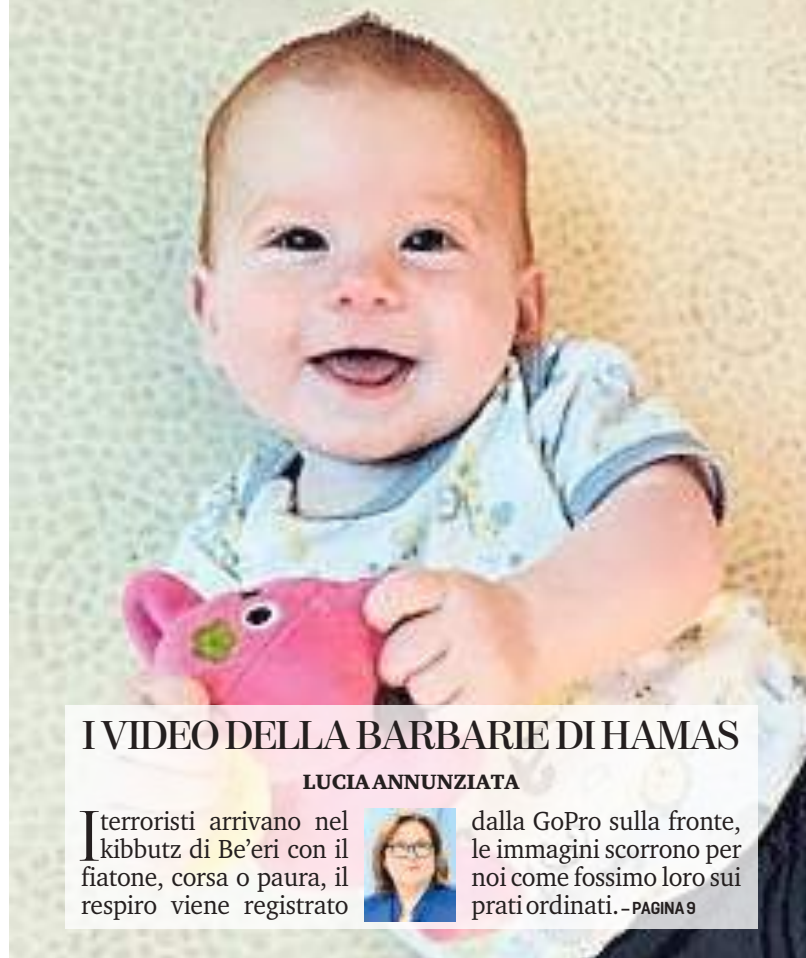 I VIDEO DELLA BARBARIE DI HAMAS
LUCIA ANNUNZIATA
I terroristi arrivano nel
kibbutz di Be’eri con il
fiatone, corsa o paura, il
respiro viene registrato
dalla GoPro sulla fronte,
le immagini scorrono per
noi come fossimo loro sui
prati ordinati. – PAGINA 9